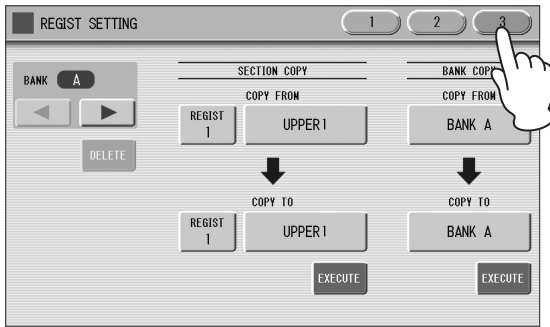 REGIST SETTING
1 2 3
BANK A
DELETE
SECTION COPY
COPY FROM
REGIST 1
UPPER1
COPY TO
REGIST 1
UPPER1
EXECUTE
BANK COPY
COPY FROM
BANK A
COPY TO
BANK A
EXECUTE